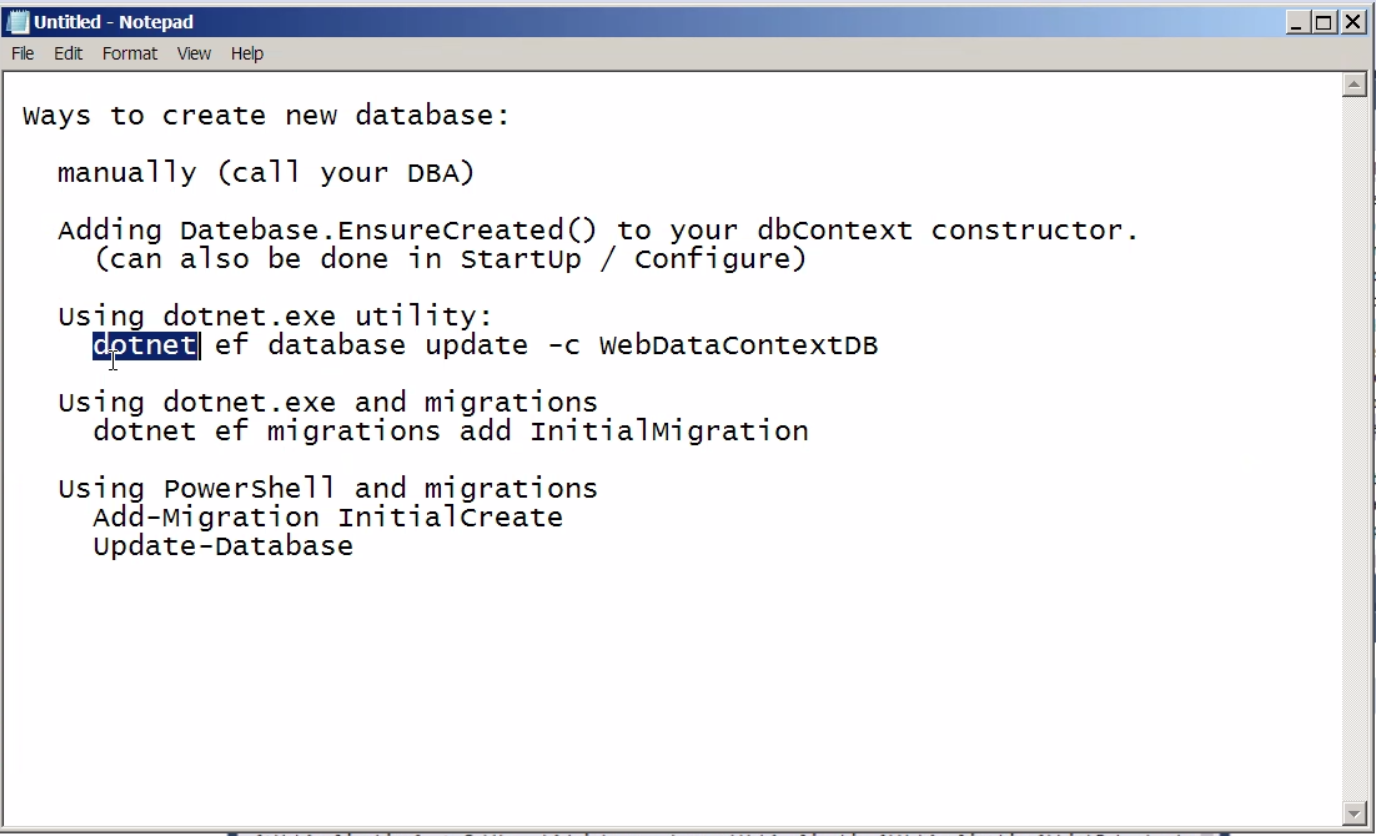 Untitled - Notepad
File Edit Format View Help
Ways to create new database:
manually (call your DBA)
Adding Datebase.EnsureCreated() to your dbContext constructor.
(can also be done in StartUp / Configure)
Using dotnet.exe utility:
dotnet ef database update -c WebDataContextDB
Using dotnet.exe and migrations
dotnet ef migrations add InitialMigration
Using PowerShell and migrations
Add-Migration InitialCreate
Update-Database